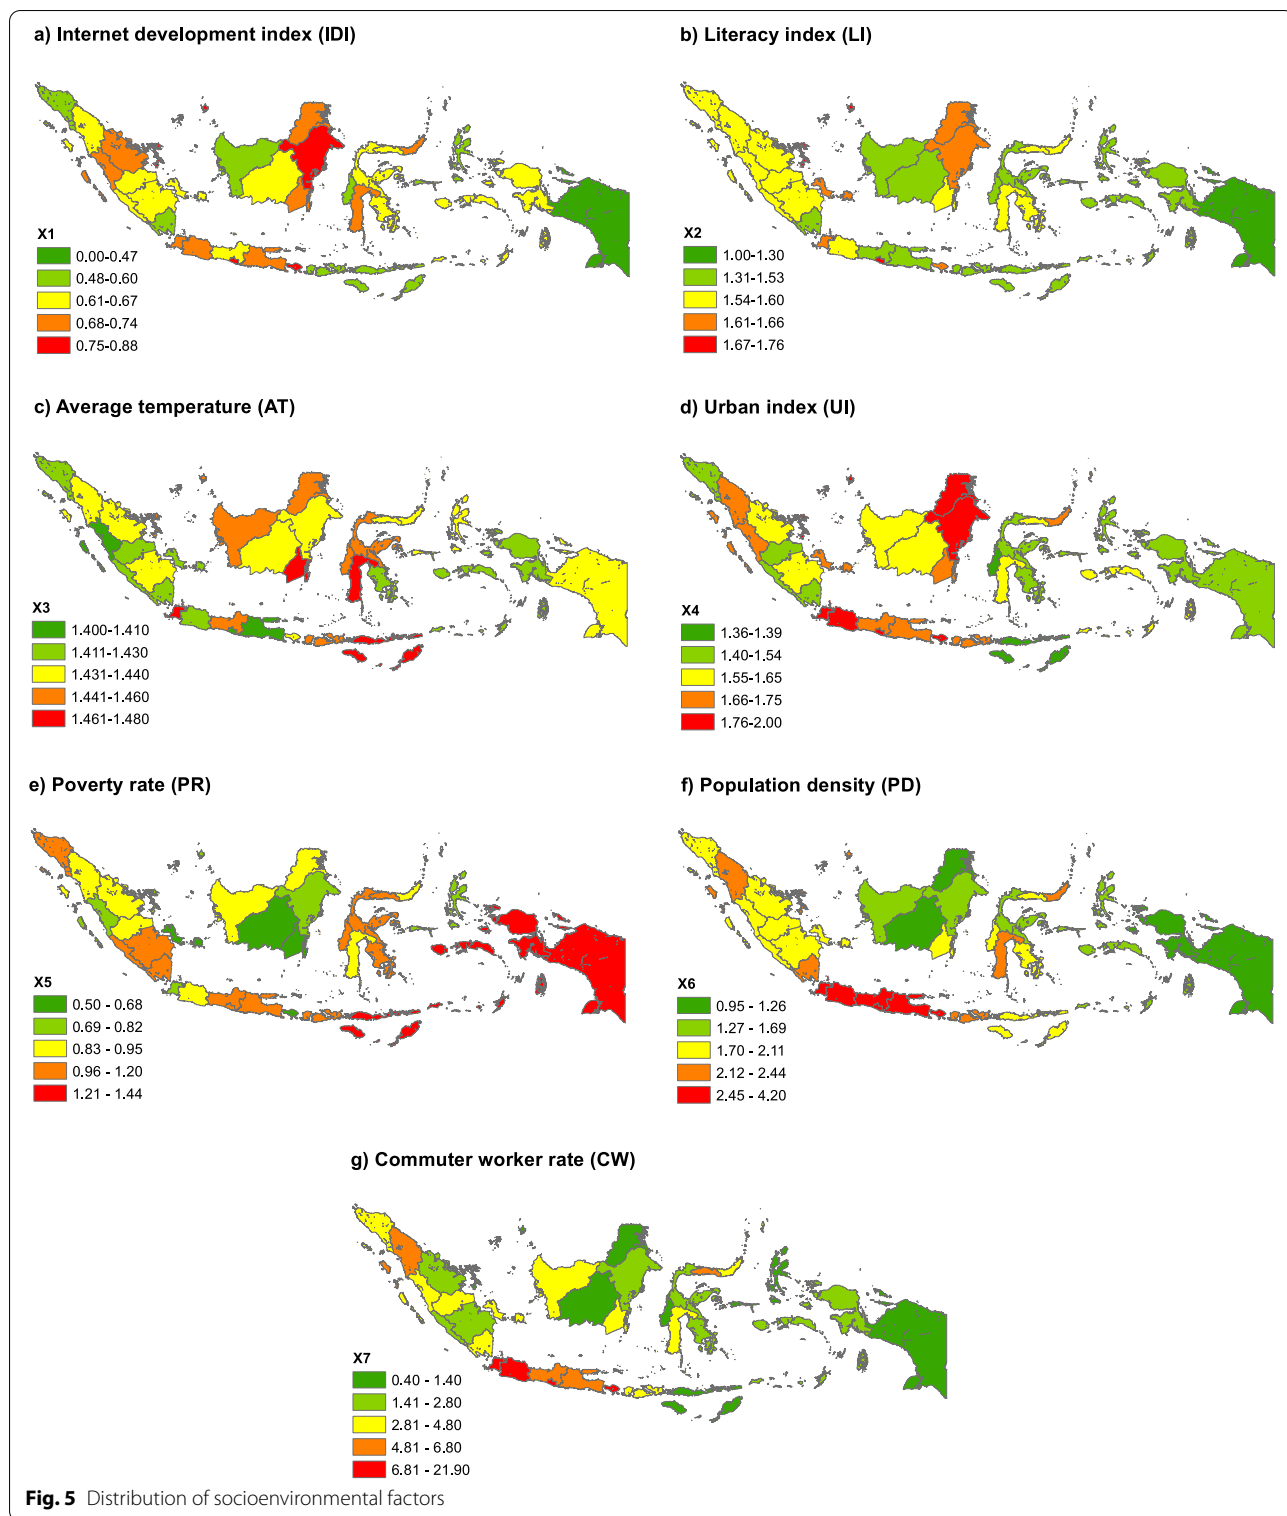 a) Internet development index (IDI)
b) Literacy index (LI)
X1
0.00-0.47
0.48-0.60
0.61-0.67
0.68-0.74
0.75-0.88
X2
1.00-1.30
1.31-1.53
1.54-1.60
1.61-1.66
1.67-1.76
c) Average temperature (AT)
d) Urban index (UI)
X3
1.400-1.410
1.411-1.430
1.431-1.440
1.441-1.460
1.461-1.480
X4
1.36-1.39
1.40-1.54
1.55-1.65
1.66-1.75
1.76-2.00
e) Poverty rate (PR)
f) Population density (PD)
X5
0.50 - 0.68
0.69 - 0.82
0.83 - 0.95
0.96 - 1.20
1.21 - 1.44
X6
0.95 - 1.26
1.27 - 1.69
1.70 - 2.11
2.12 - 2.44
2.45 - 4.20
g) Commuter worker rate (CW)
X7
0.40 - 1.40
1.41 - 2.80
2.81 - 4.80
4.81 - 6.80
6.81 - 21.90
Fig. 5 Distribution of socioenvironmental factors